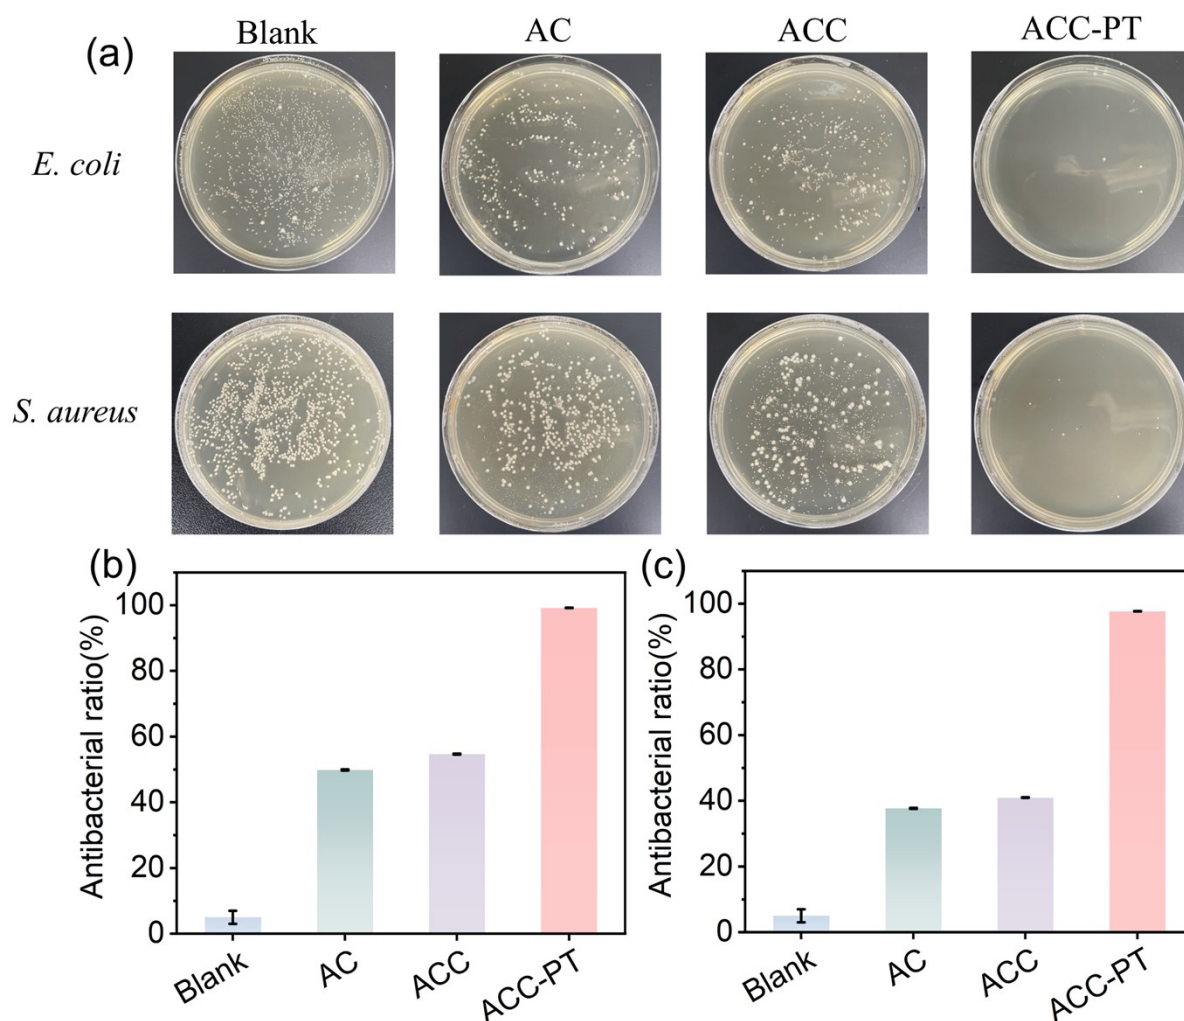 (a)
Blank AC ACC ACC-PT
E. coli
S. aureus
(b)
Antibacterial ratio(%)
100
80
60
40
20
0
Blank AC ACC ACC-PT
(c)
Antibacterial ratio(%)
100
80
60
40
20
0
Blank AC ACC ACC-PT